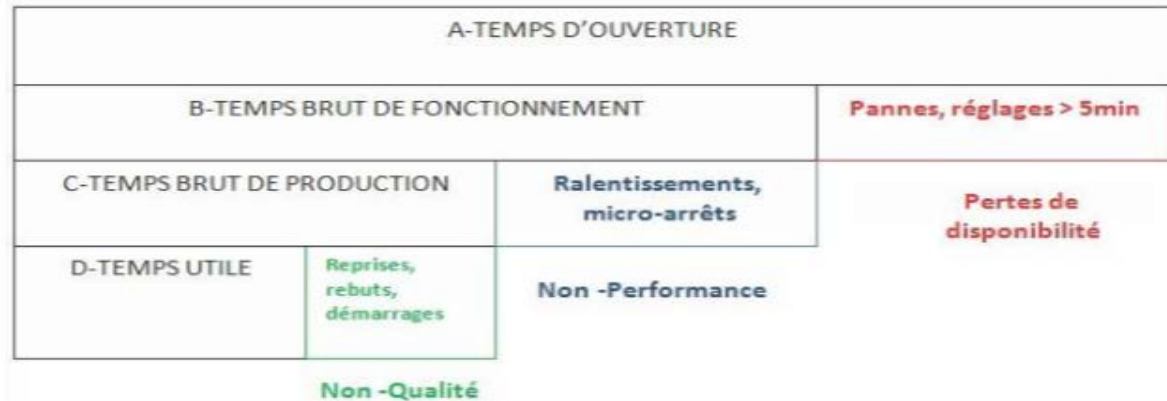 A-TEMPS D'OUVERTURE
B-TEMPS BRUT DE FONCTIONNEMENT
Pannes, réglages > 5min
C-TEMPS BRUT DE PRODUCTION
Ralentissements,
micro-arrêts
Pertes de
disponibilité
D-TEMPS UTILE
Reprises,
rebuts,
démarrages
Non -Performance
Non -Qualité